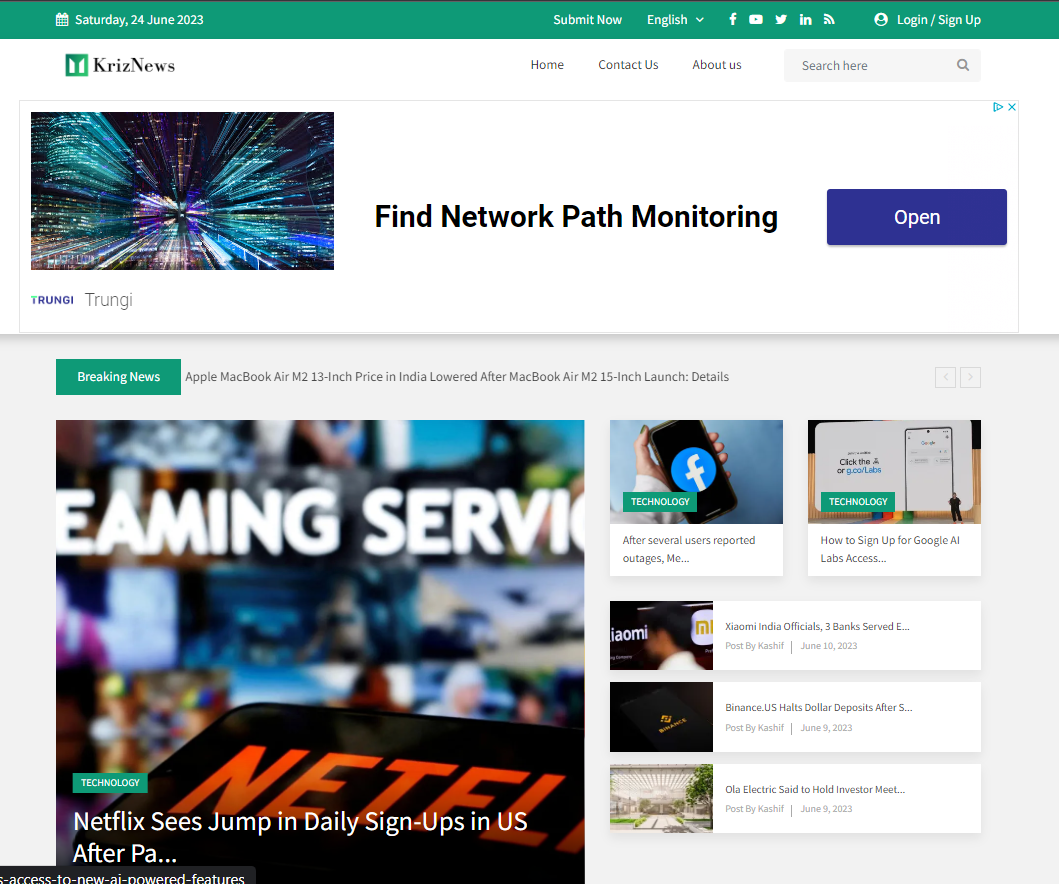 Saturday, 24 June 2023
Submit Now English Login / Sign Up
KrizNews
Home Contact Us About us Search here
Find Network Path Monitoring
Open
TRUNGI Trungi
Breaking News Apple MacBook Air M2 13-Inch Price in India Lowered After MacBook Air M2 15-Inch Launch: Details
EAMING SERVIC
NETFLI
TECHNOLOGY
Netflix Sees Jump in Daily Sign-Ups in US
After Pa...
s-access-to-new-ai-powered-features
TECHNOLOGY
After several users reported
outages, Me...
Google
Click the
or g.co/Labs
TECHNOLOGY
How to Sign Up for Google AI
Labs Access...
iaomi
Xiaomi India Officials, 3 Banks Served E...
Post By Kashif | June 10, 2023
BINANCE
Binance.US Halts Dollar Deposits After S...
Post By Kashif | June 9, 2023
Ola Electric Said to Hold Investor Meet...
Post By Kashif | June 9, 2023